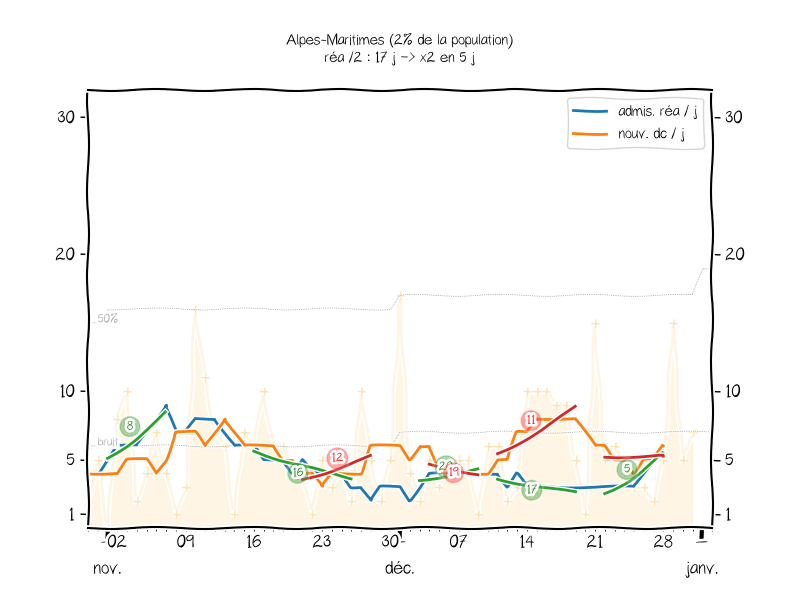 Alpes-Maritimes (2% de la population)
réa /2 : 17 j -> x2 en 5 j
admis. réa / j
nouv. dc / j
30 30
20 20
50%
10 10
8
11
bruit
12
5 5
16
19
5
17
1 1
02 09 16 23 30 07 14 21 28
nov. déc. janv.